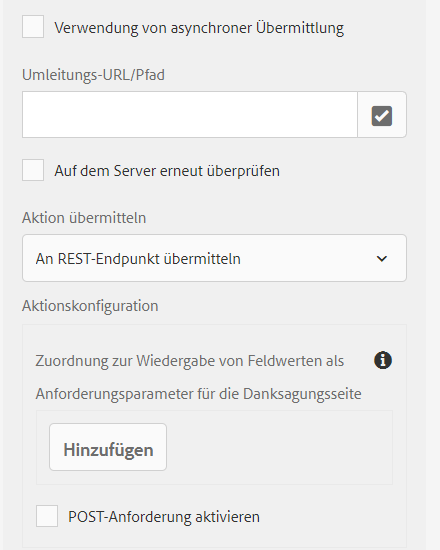 Verwendung von asynchroner Übermittlung
Umleitungs-URL/Pfad
Auf dem Server erneut überprüfen
Aktion übermitteln
An REST-Endpunkt übermitteln
Aktionskonfiguration
Zuordnung zur Wiedergabe von Feldwerten als
Anforderungsparameter für die Danksagungsseite
Hinzufügen
POST-Anforderung aktivieren